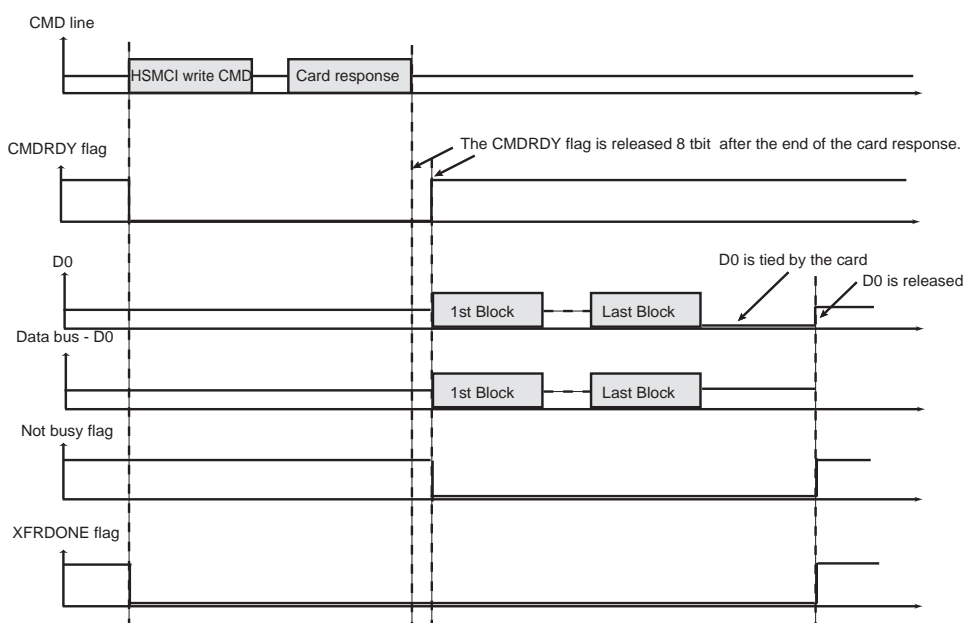 CMD line
HSMCI write CMD
Card response
CMDRDY flag
The CMDRDY flag is released 8 tbit after the end of the card response.
D0
D0 is tied by the card
D0 is released
1st Block
Last Block
Data bus - D0
1st Block
Last Block
Not busy flag
XFRDONE flag